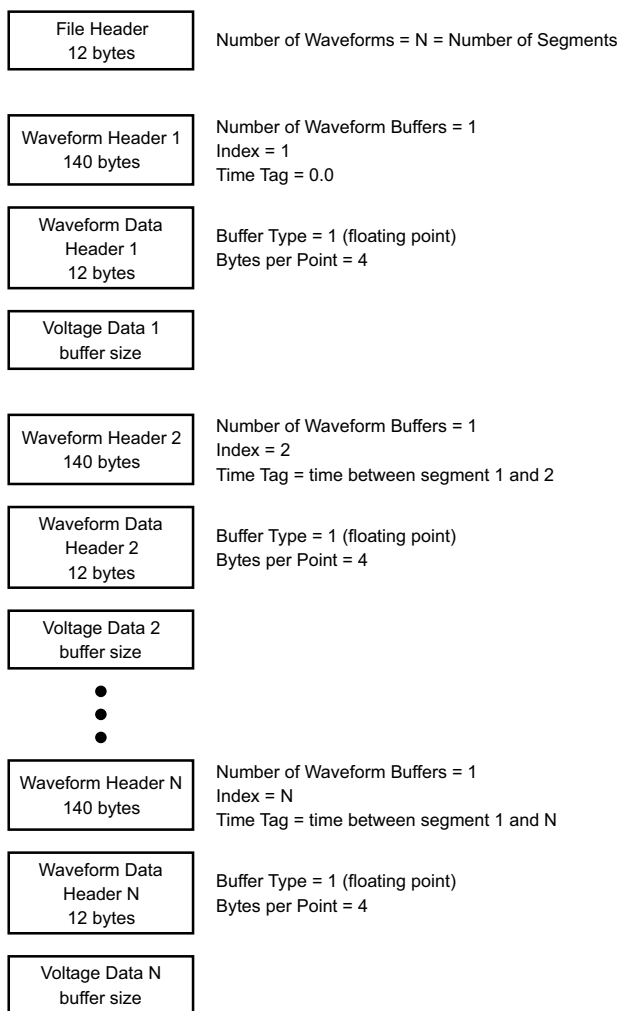 File Header
12 bytes
Number of Waveforms = N = Number of Segments
Waveform Header 1
140 bytes
Number of Waveform Buffers = 1
Index = 1
Time Tag = 0.0
Waveform Data
Header 1
12 bytes
Buffer Type = 1 (floating point)
Bytes per Point = 4
Voltage Data 1
buffer size
Waveform Header 2
140 bytes
Number of Waveform Buffers = 1
Index = 2
Time Tag = time between segment 1 and 2
Waveform Data
Header 2
12 bytes
Buffer Type = 1 (floating point)
Bytes per Point = 4
Voltage Data 2
buffer size
Waveform Header N
140 bytes
Number of Waveform Buffers = 1
Index = N
Time Tag = time between segment 1 and N
Waveform Data
Header N
12 bytes
Buffer Type = 1 (floating point)
Bytes per Point = 4
Voltage Data N
buffer size